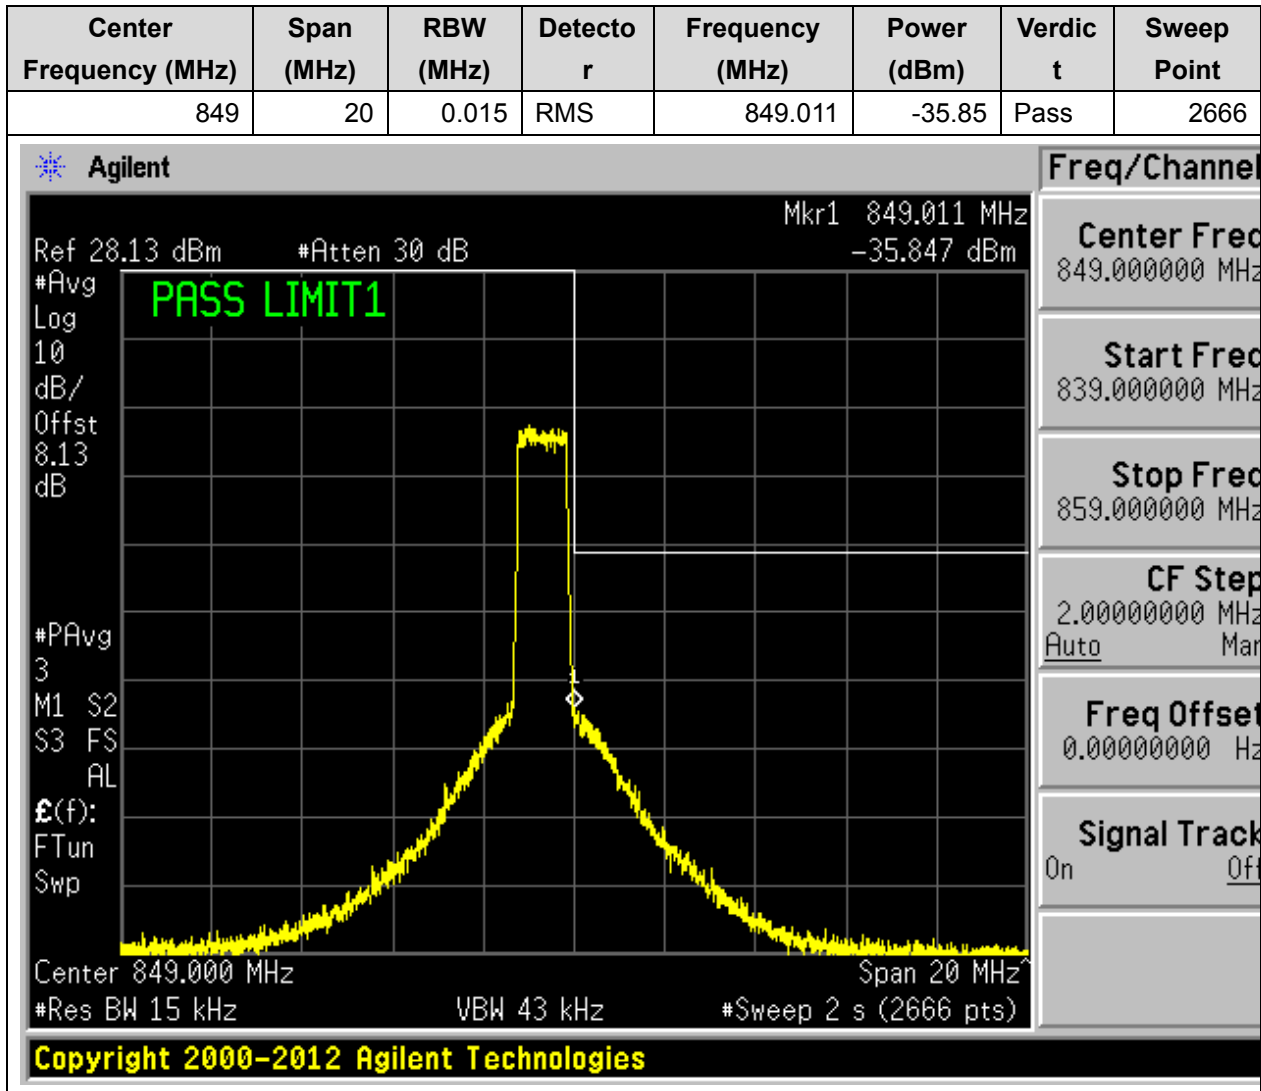 Center Frequency (MHz) Span (MHz) RBW (MHz) Detector Frequency (MHz) Power (dBm) Verdict Sweep Point
849 20 0.015 RMS 849.011 -35.85 Pass 2666
Agilent
Freq/Channel
Mkr1 849.011 MHz
Ref 28.13 dBm #Atten 30 dB -35.847 dBm
#Avg
Log
10
dB/
Offst
8.13
dB
PASS LIMIT1
#PAvg
3
M1 S2
S3 FS
AL
£(f):
FTun
Swp
1
Center 849.000 MHz Span 20 MHz^
#Res BW 15 kHz VBW 43 kHz #Sweep 2 s (2666 pts)
Center Freq
849.000000 MHz
Start Freq
839.000000 MHz
Stop Freq
859.000000 MHz
CF Step
2.00000000 MHz
Auto Man
Freq Offset
0.00000000 Hz
Signal Track
On Off
Copyright 2000-2012 Agilent Technologies